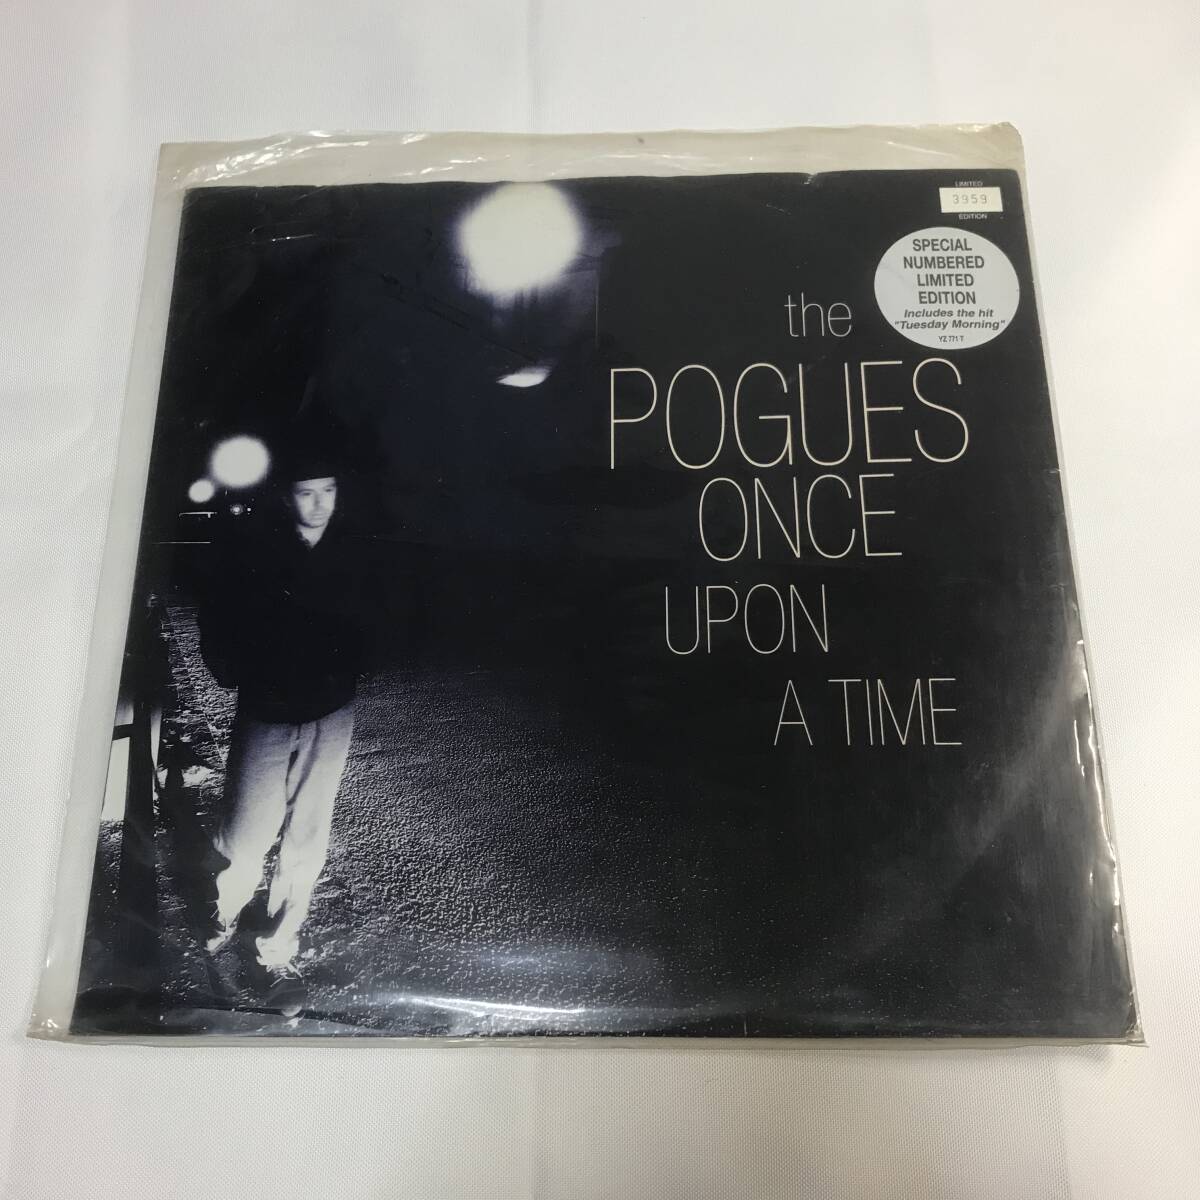 LIMITED
3959
EDITION
SPECIAL
NUMBERED
LIMITED
EDITION
Includes the hit
"Tuesday Morning"
YZ 771 T
the
POGUES
ONCE
UPON
A TIME